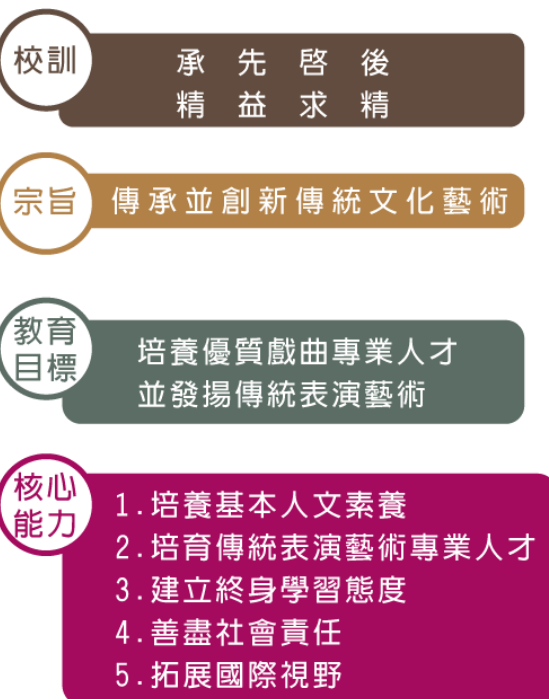 校訓
承先啓後
精益求精
宗旨
傳承並創新傳統文化藝術
教育
目標
培養優質戲曲專業人才
並發揚傳統表演藝術
核心
能力
1.培養基本人文素養
2.培育傳統表演藝術專業人才
3.建立終身學習態度
4.善盡社會責任
5.拓展國際視野